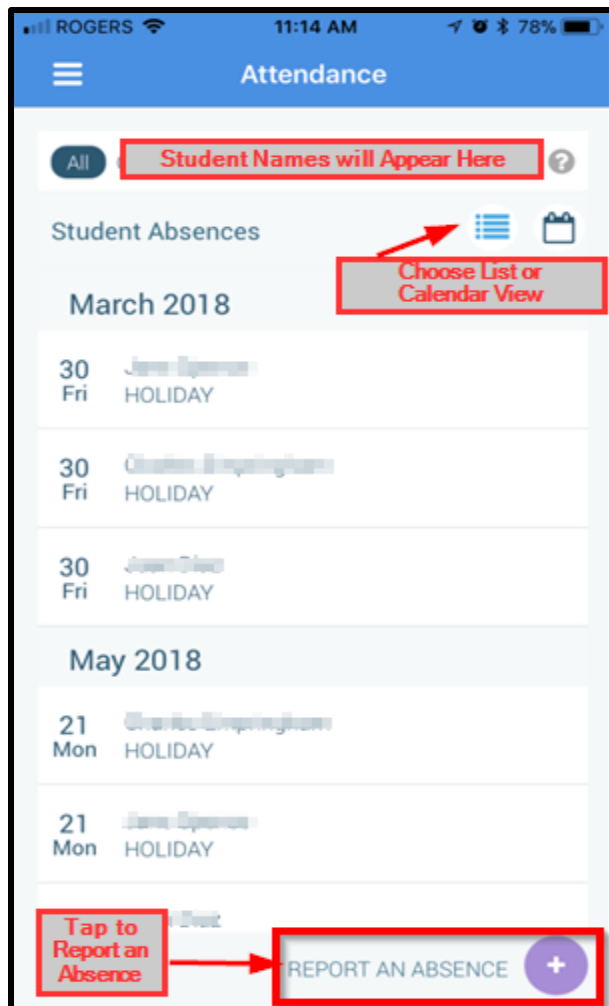 ROGERS 11:14 AM 78%
Attendance
All Student Names will Appear Here ?
Student Absences
Choose List or
Calendar View
March 2018
30
Fri HOLIDAY
30
Fri HOLIDAY
30
Fri HOLIDAY
May 2018
21
Mon HOLIDAY
21
Mon HOLIDAY
Tap to
Report an
Absence
REPORT AN ABSENCE +